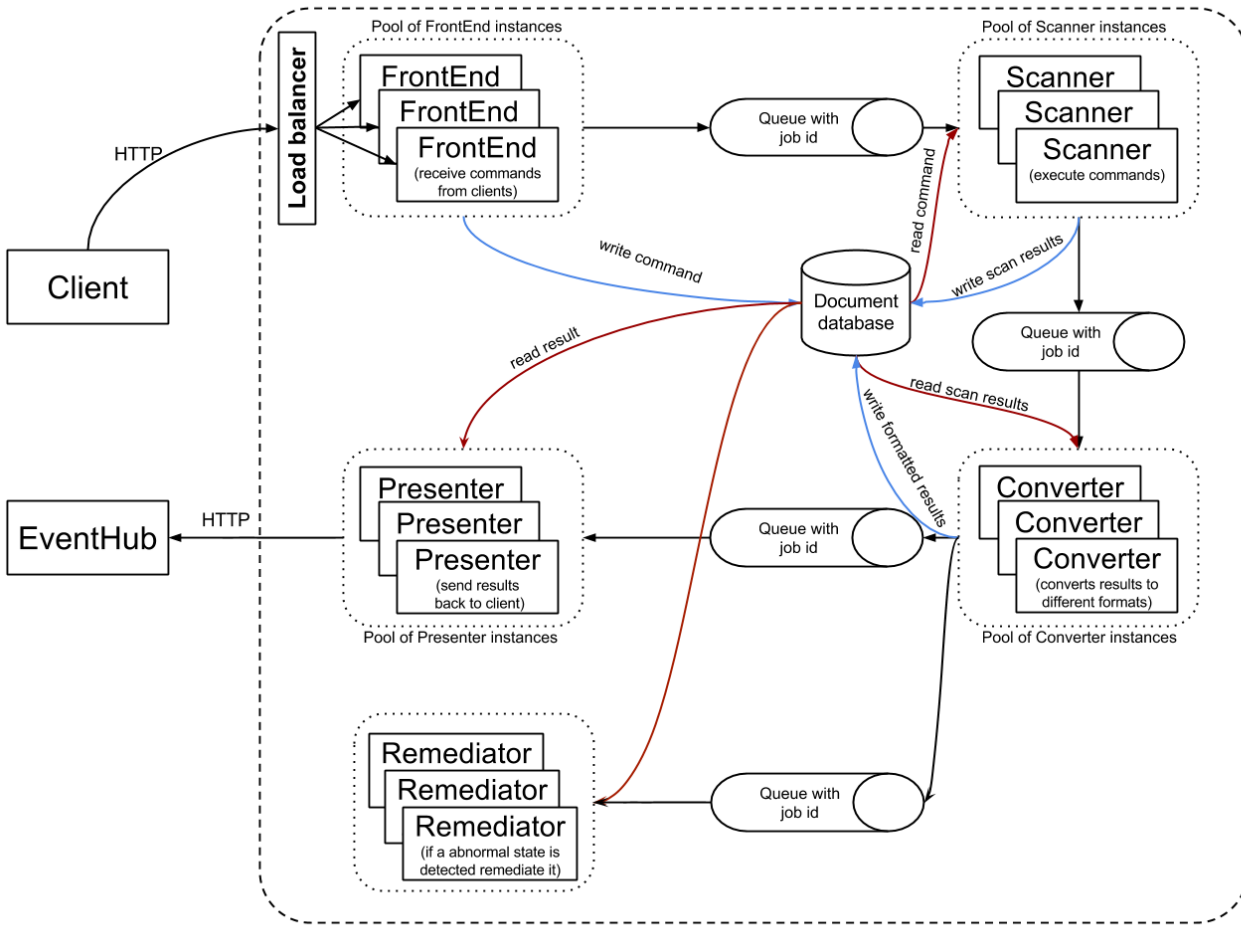 Pool of FrontEnd instances
Pool of Scanner instances
Load balancer
FrontEnd
FrontEnd
FrontEnd
(receive commands
from clients)
Queue with
job id
Scanner
Scanner
Scanner
(execute commands)
HTTP
read command
write command
write scan results
Client
Document
database
Queue with
job id
read result
read scan results
write formatted results
Presenter
Presenter
Presenter
(send results
back to client)
Pool of Presenter instances
Queue with
job id
Converter
Converter
Converter
(converts results to
different formats)
Pool of Converter instances
EventHub
HTTP
Remediator
Remediator
Remediator
(if a abnormal state is
detected remediate it)
Queue with
job id